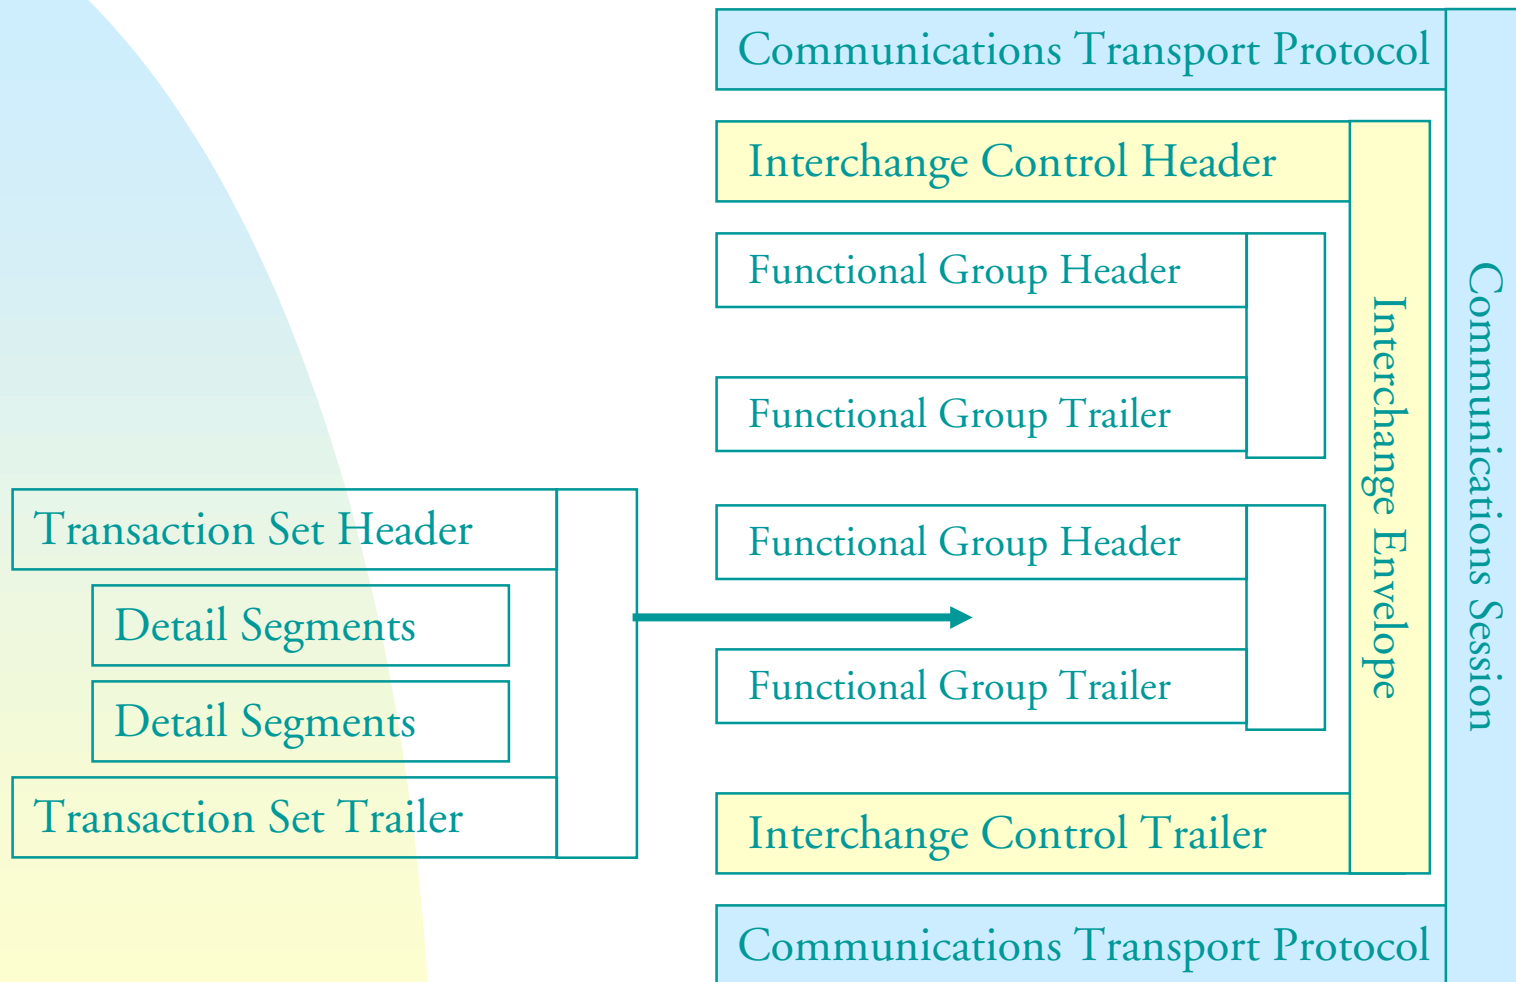 Communications Transport Protocol
Interchange Control Header
Functional Group Header
Functional Group Trailer
Transaction Set Header
Detail Segments
Detail Segments
Transaction Set Trailer
Functional Group Header
Functional Group Trailer
Interchange Control Trailer
Communications Transport Protocol
Interchange Envelope
Communications Session